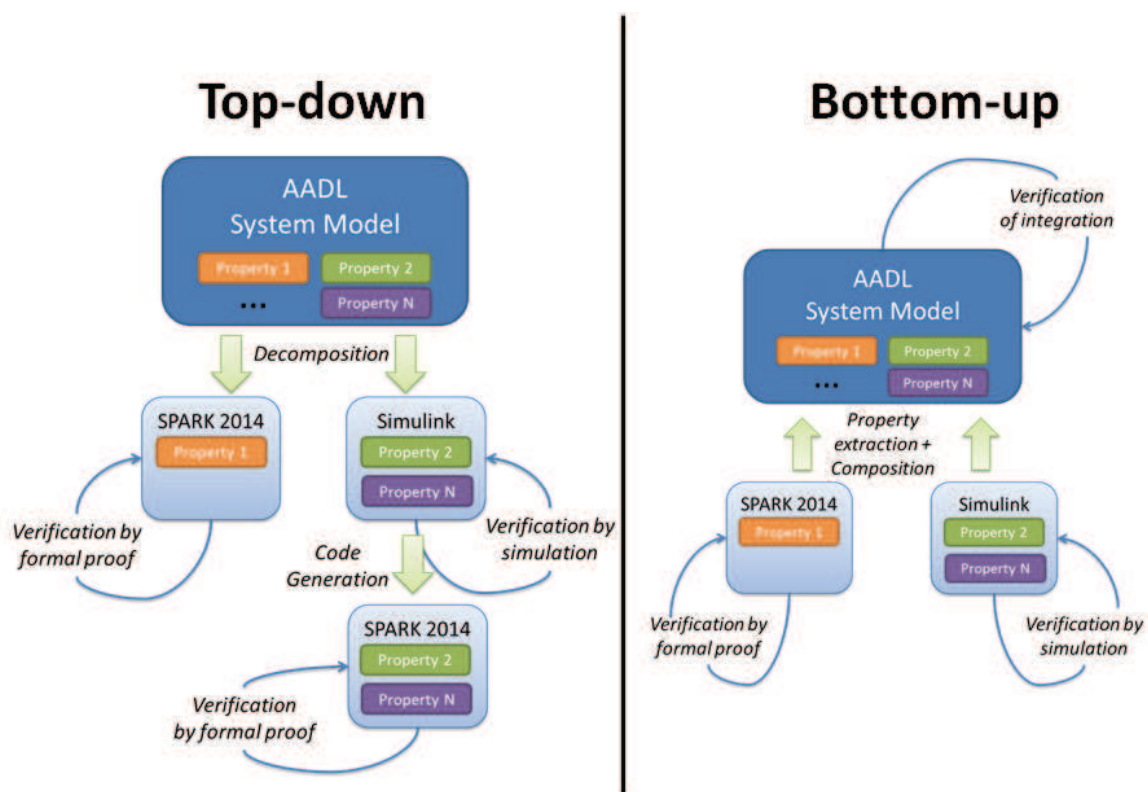 Top-down
AADL
System Model
Property 1
Property 2
...
Property N
Decomposition
SPARK 2014
Property 1
Simulink
Property 2
Property N
Verification by
formal proof
Verification by
simulation
Code
Generation
SPARK 2014
Property 2
Property N
Verification
by formal proof
Bottom-up
Verification
of integration
AADL
System Model
Property 1
Property 2
...
Property N
Property
extraction +
Composition
SPARK 2014
Property 1
Simulink
Property 2
Property N
Verification by
formal proof
Verification by
simulation